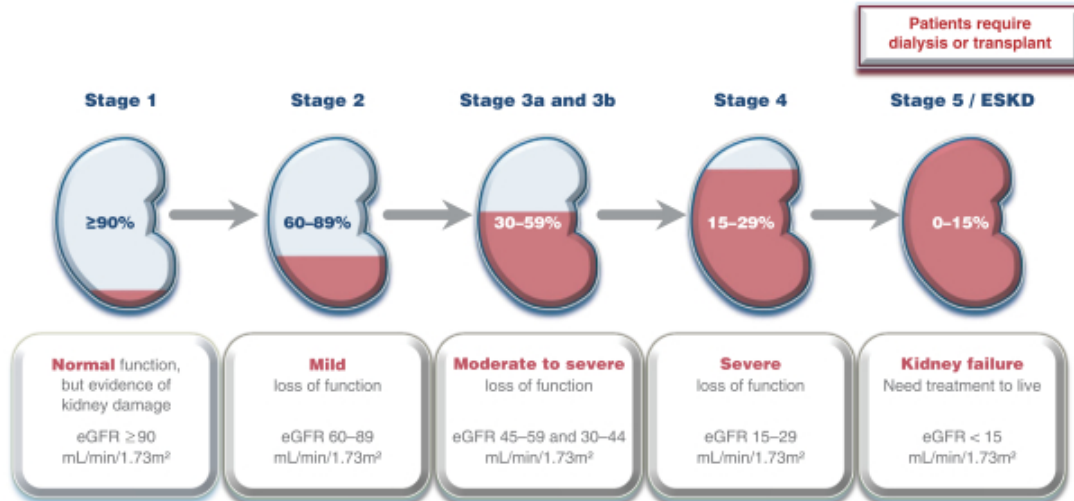 Patients require
dialysis or transplant
Stage 1
Stage 2
Stage 3a and 3b
Stage 4
Stage 5 / ESKD
≥90%
60–89%
30–59%
15–29%
0–15%
Normal function,
but evidence of
kidney damage
eGFR ≥ 90
mL/min/1.73m²
Mild
loss of function
eGFR 60–89
mL/min/1.73m²
Moderate to severe
loss of function
eGFR 45–59 and 30–44
mL/min/1.73m²
Severe
loss of function
eGFR 15–29
mL/min/1.73m²
Kidney failure
Need treatment to live
eGFR < 15
mL/min/1.73m²